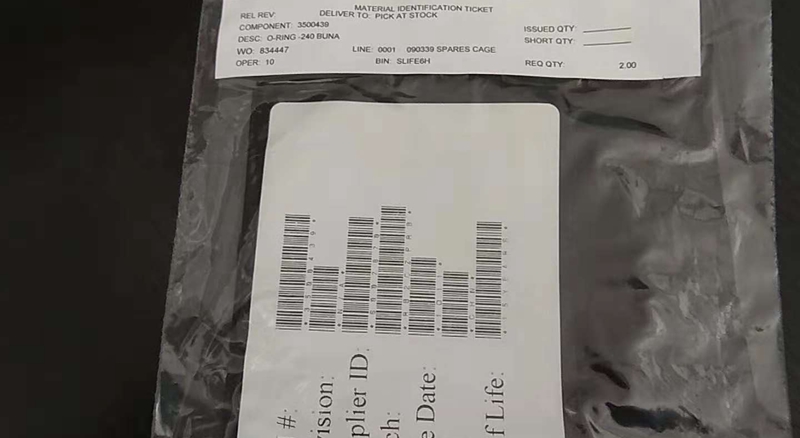 MATERIAL IDENTIFICATION TICKET
REL REV: DELIVER TO: PICK AT STOCK
COMPONENT: 3500439
DESC: O-RING -240 BUNA ISSUED QTY:
SHORT QTY:
WO: 834447 LINE: 0001 090339 SPARES CAGE
OPER: 10 BIN: SLIFE6H REQ QTY: 2.00
#:
ision:
plier ID:
ch:
e Date:
f Life: